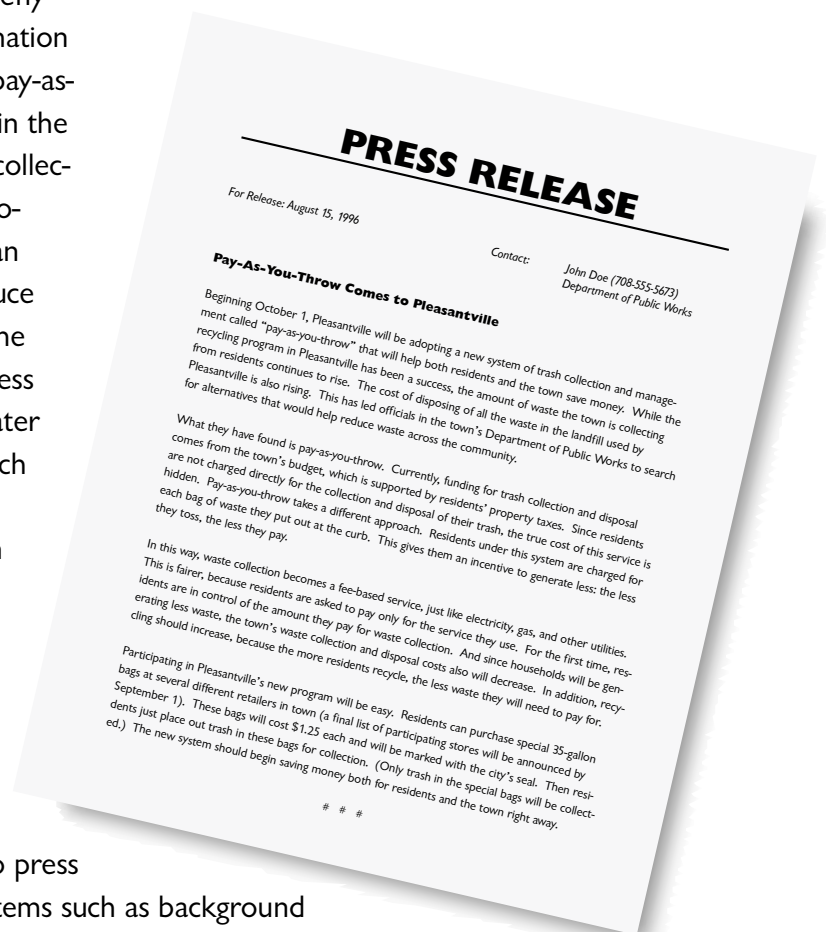 nation
pay-as-
in the
collec-
o-
an
uce
ne
ess
ater
ch
PRESS RELEASE
For Release: August 15, 1996
Contact: John Doe (708-555-5673)
Department of Public Works
Pay-As-You-Throw Comes to Pleasantville
Beginning October 1, Pleasantville will be adopting a new system of trash collection and manage-
ment called "pay-as-you-throw" that will help both residents and the town save money. While the
recycling program in Pleasantville has been a success, the amount of waste the town is collecting
from residents continues to rise. The cost of disposing of all the waste in the landfill used by
Pleasantville is also rising. This has led officials in the town's Department of Public Works to search
for alternatives that would help reduce waste across the community.
What they have found is pay-as-you-throw. Currently, funding for trash collection and disposal
comes from the town's budget, which is supported by residents' property taxes. Since residents
are not charged directly for the collection and disposal of their trash, the true cost of this service is
hidden. Pay-as-you-throw takes a different approach. Residents under this system are charged for
each bag of waste they put out at the curb. This gives them an incentive to generate less: the less
they toss, the less they pay.
In this way, waste collection becomes a fee-based service, just like electricity, gas, and other utilities.
This is fairer, because residents are asked to pay only for the service they use. For the first time, res-
idents are in control of the amount they pay for waste collection. And since households will be gen-
erating less waste, the town's waste collection and disposal costs also will decrease. In addition, recy-
cling should increase, because the more residents recycle, the less waste they will need to pay for.
Participating in Pleasantville's new program will be easy. Residents can purchase special 35-gallon
bags at several different retailers in town (a final list of participating stores will be announced by
September 1). These bags will cost $1.25 each and will be marked with the city's seal. Then resi-
dents just place out trash in these bags for collection. (Only trash in the special bags will be collect-
ed.) The new system should begin saving money both for residents and the town right away.
# # #
o press
tems such as background